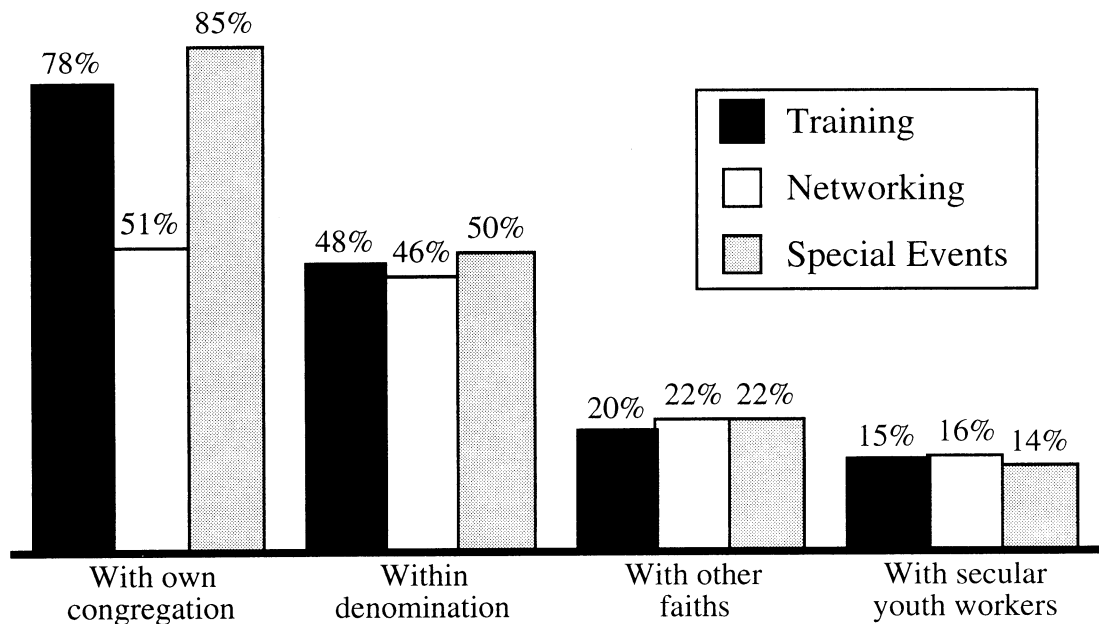 85%
78%
51%
48%
46%
50%
20%
22%
22%
15%
16%
14%
Training
Networking
Special Events
With own
congregation
Within
denomination
With other
faiths
With secular
youth workers